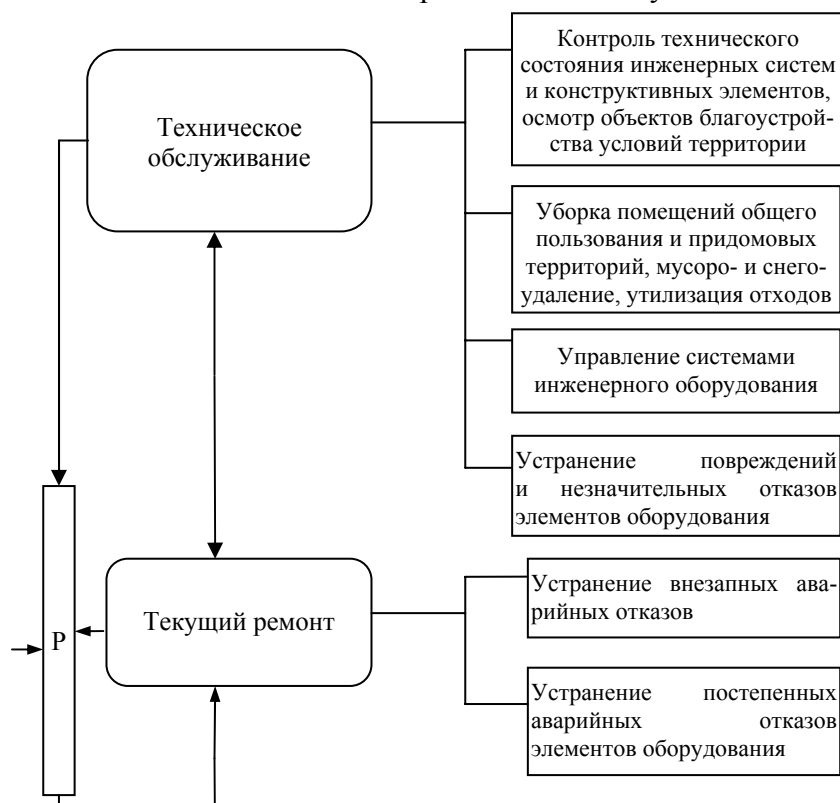 Техническое
обслуживание
Контроль технического
состояния инженерных систем
и конструктивных элементов,
осмотр объектов благоустрой-
ства условий территории
Уборка помещений общего
пользования и придомовых
территорий, мусоро- и снего-
удаление, утилизация отходов
Управление системами
инженерного оборудования
Устранение повреждений
и незначительных отказов
элементов оборудования
Р
Текущий ремонт
Устранение внезапных ава-
рийных отказов
Устранение постепенных
аварийных отказов
элементов оборудования